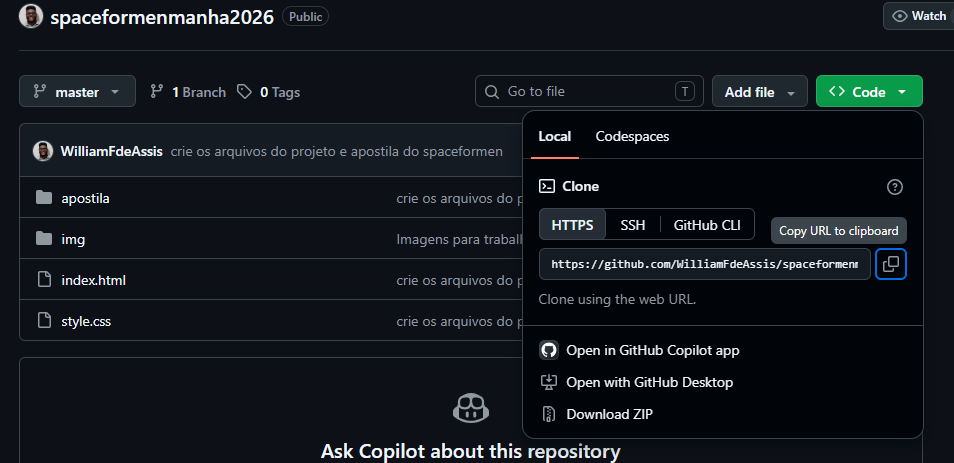 spaceformenmanha2026 Public Watch
master 1 Branch 0 Tags Go to file T Add file Code
Local Codespaces
WilliamFdeAssis crie os arquivos do projeto e apostila do spaceformen
Clone
apostila crie os arquivos do p
HTTPS SSH GitHub CLI Copy URL to clipboard
img Imagens para traball
https://github.com/WilliamFdeAssis/spaceformenm
index.html crie os arquivos do p
Clone using the web URL.
style.css crie os arquivos do p
Open in GitHub Copilot app
Open with GitHub Desktop
Download ZIP
Ask Copilot about this repository